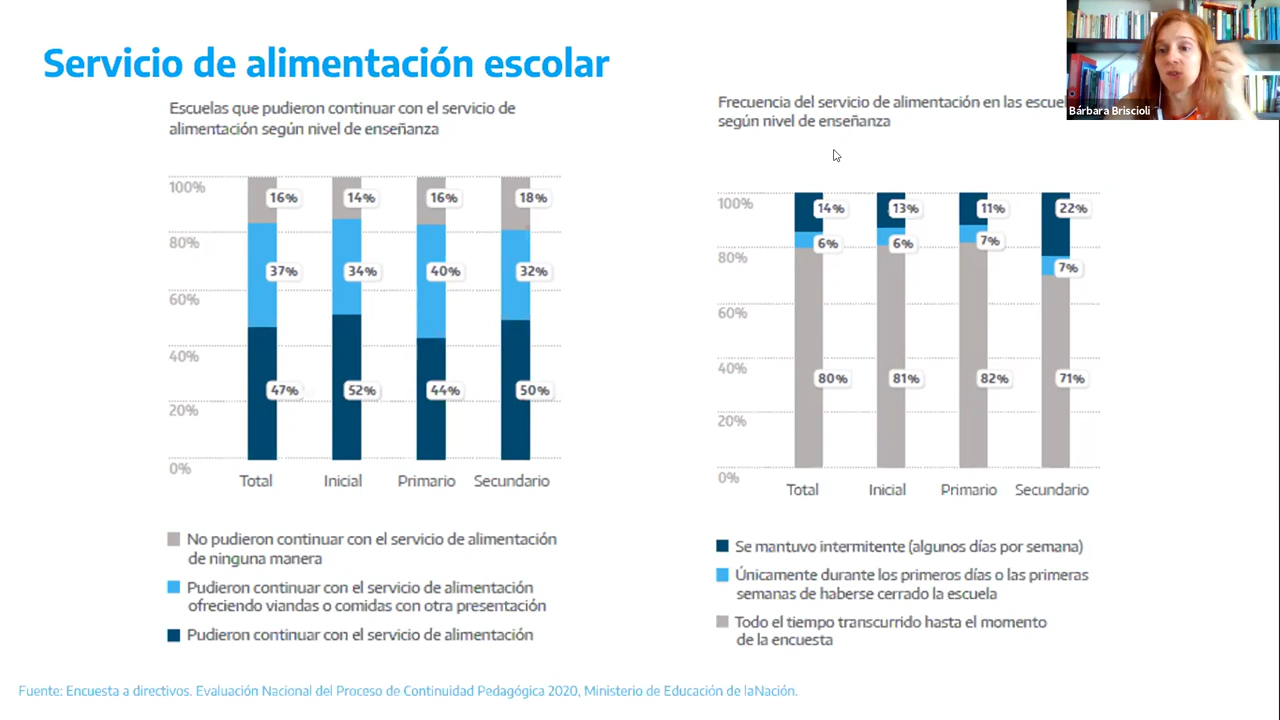 Servicio de alimentación escolar
Bárbara Briscioli
Escuelas que pudieron continuar con el servicio de
alimentación según nivel de enseñanza
100%
80%
60%
40%
20%
0%
16%
14%
16%
18%
37%
34%
40%
32%
47%
52%
44%
50%
Total
Inicial
Primario
Secundario
No pudieron continuar con el servicio de alimentación
de ninguna manera
Pudieron continuar con el servicio de alimentación
ofreciendo viandas o comidas con otra presentación
Pudieron continuar con el servicio de alimentación
Frecuencia del servicio de alimentación en las
según nivel de enseñanza
100%
80%
60%
40%
20%
0%
14%
13%
11%
22%
6%
6%
7%
7%
80%
81%
82%
71%
Total
Inicial
Primario
Secundario
Se mantuvo intermitente (algunos días por semana)
Únicamente durante los primeros días o las primeras
semanas de haberse cerrado la escuela
Todo el tiempo transcurrido hasta el momento
de la encuesta
Fuente: Encuesta a directivos. Evaluación Nacional del Proceso de Continuidad Pedagógica 2020, Ministerio de Educación de laNación.